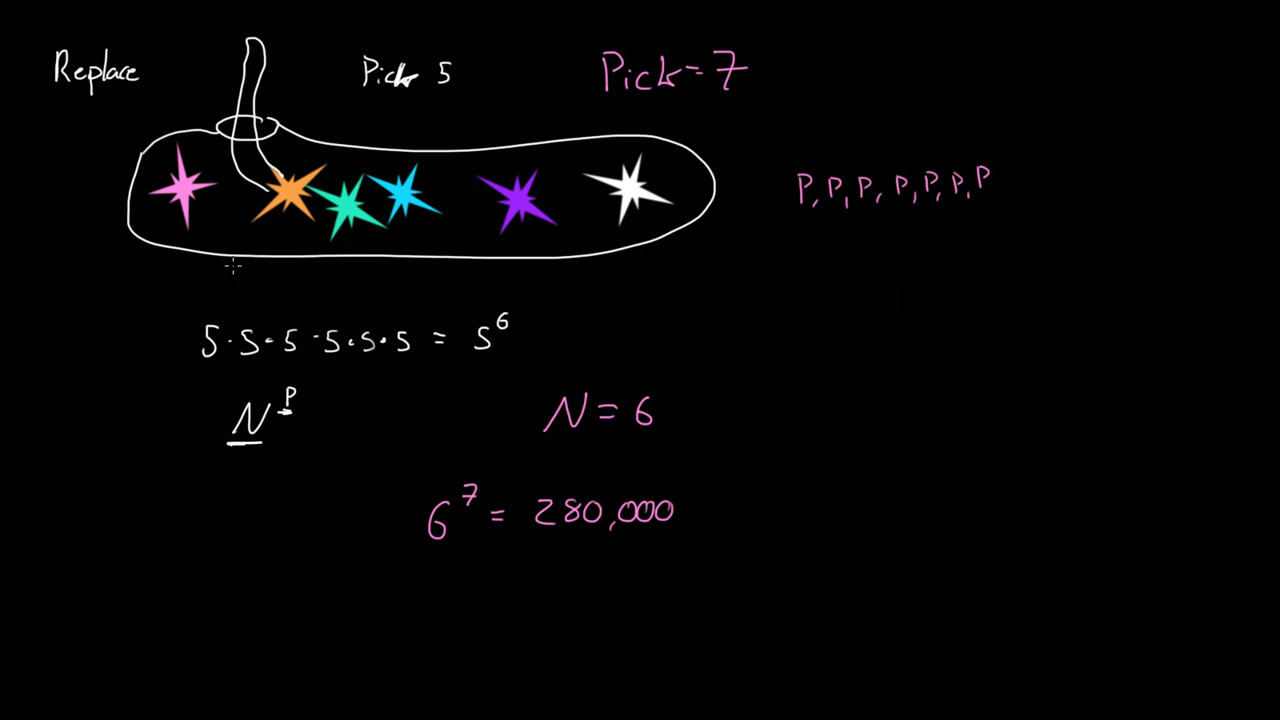 Replace
Pick 5
Pick=7
P, P, P, P, P, P, P
5·5·5·5·5·5 = 5^6
N^P
N = 6
6^7 = 280,000